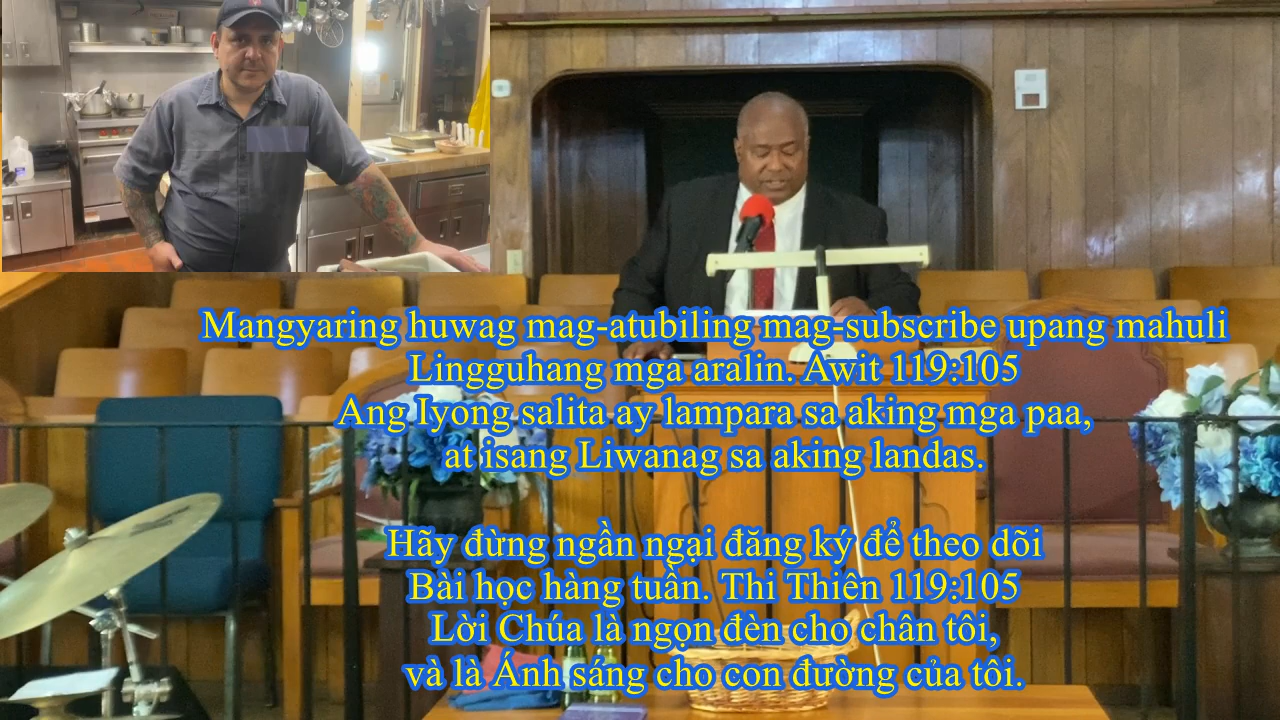 Mangyaring huwag mag-atubiling mag-subscribe upang mahuli
Lingguhang mga aralin. Awit 119:105
Ang Iyong salita ay lampara sa aking mga paa,
at isang Liwanag sa aking landas.
Hãy đừng ngần ngại đăng ký để theo dõi
Bài học hàng tuần. Thi Thiên 119:105
Lời Chúa là ngọn đèn cho chân tôi,
và là Ánh sáng cho con đường của tôi.